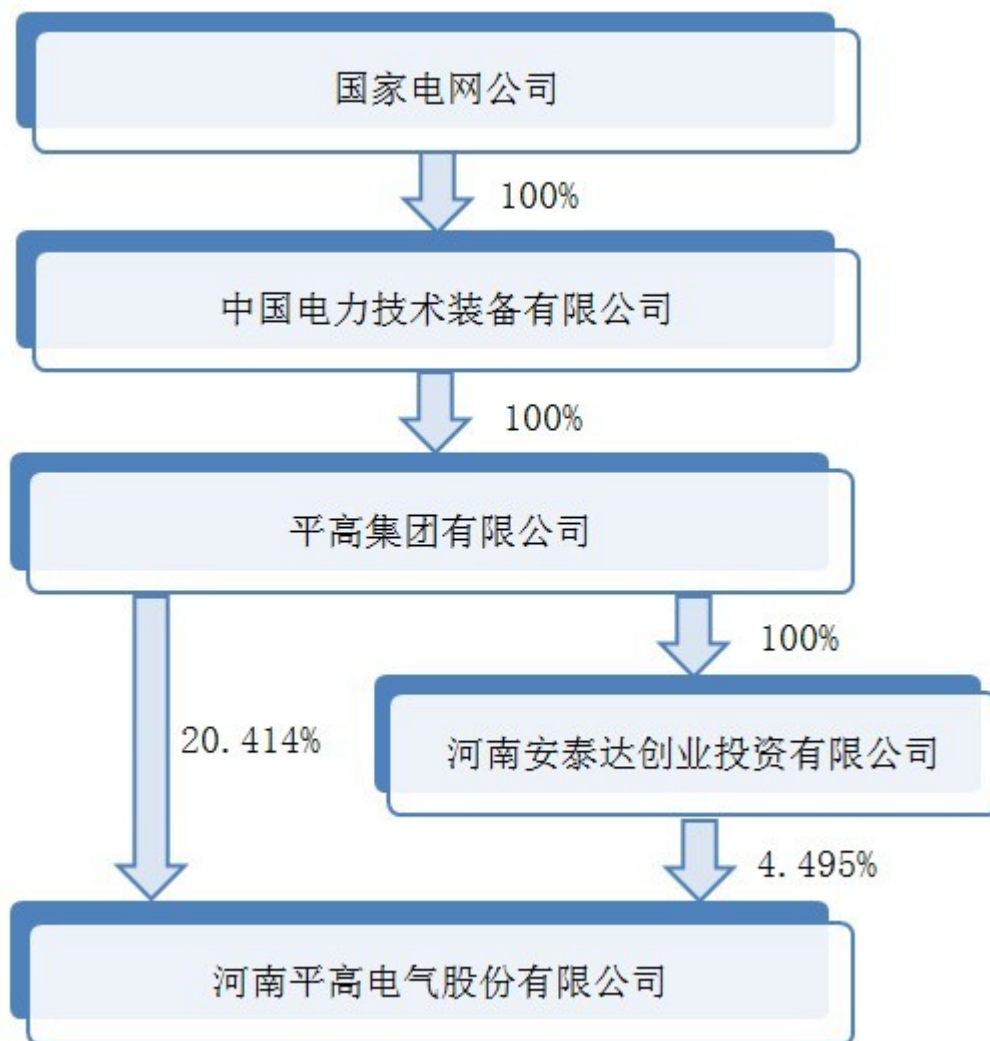 国家电网公司
100%
中国电力技术装备有限公司
100%
平高集团有限公司
100%
20.414%
河南安泰达创业投资有限公司
4.495%
河南平高电气股份有限公司